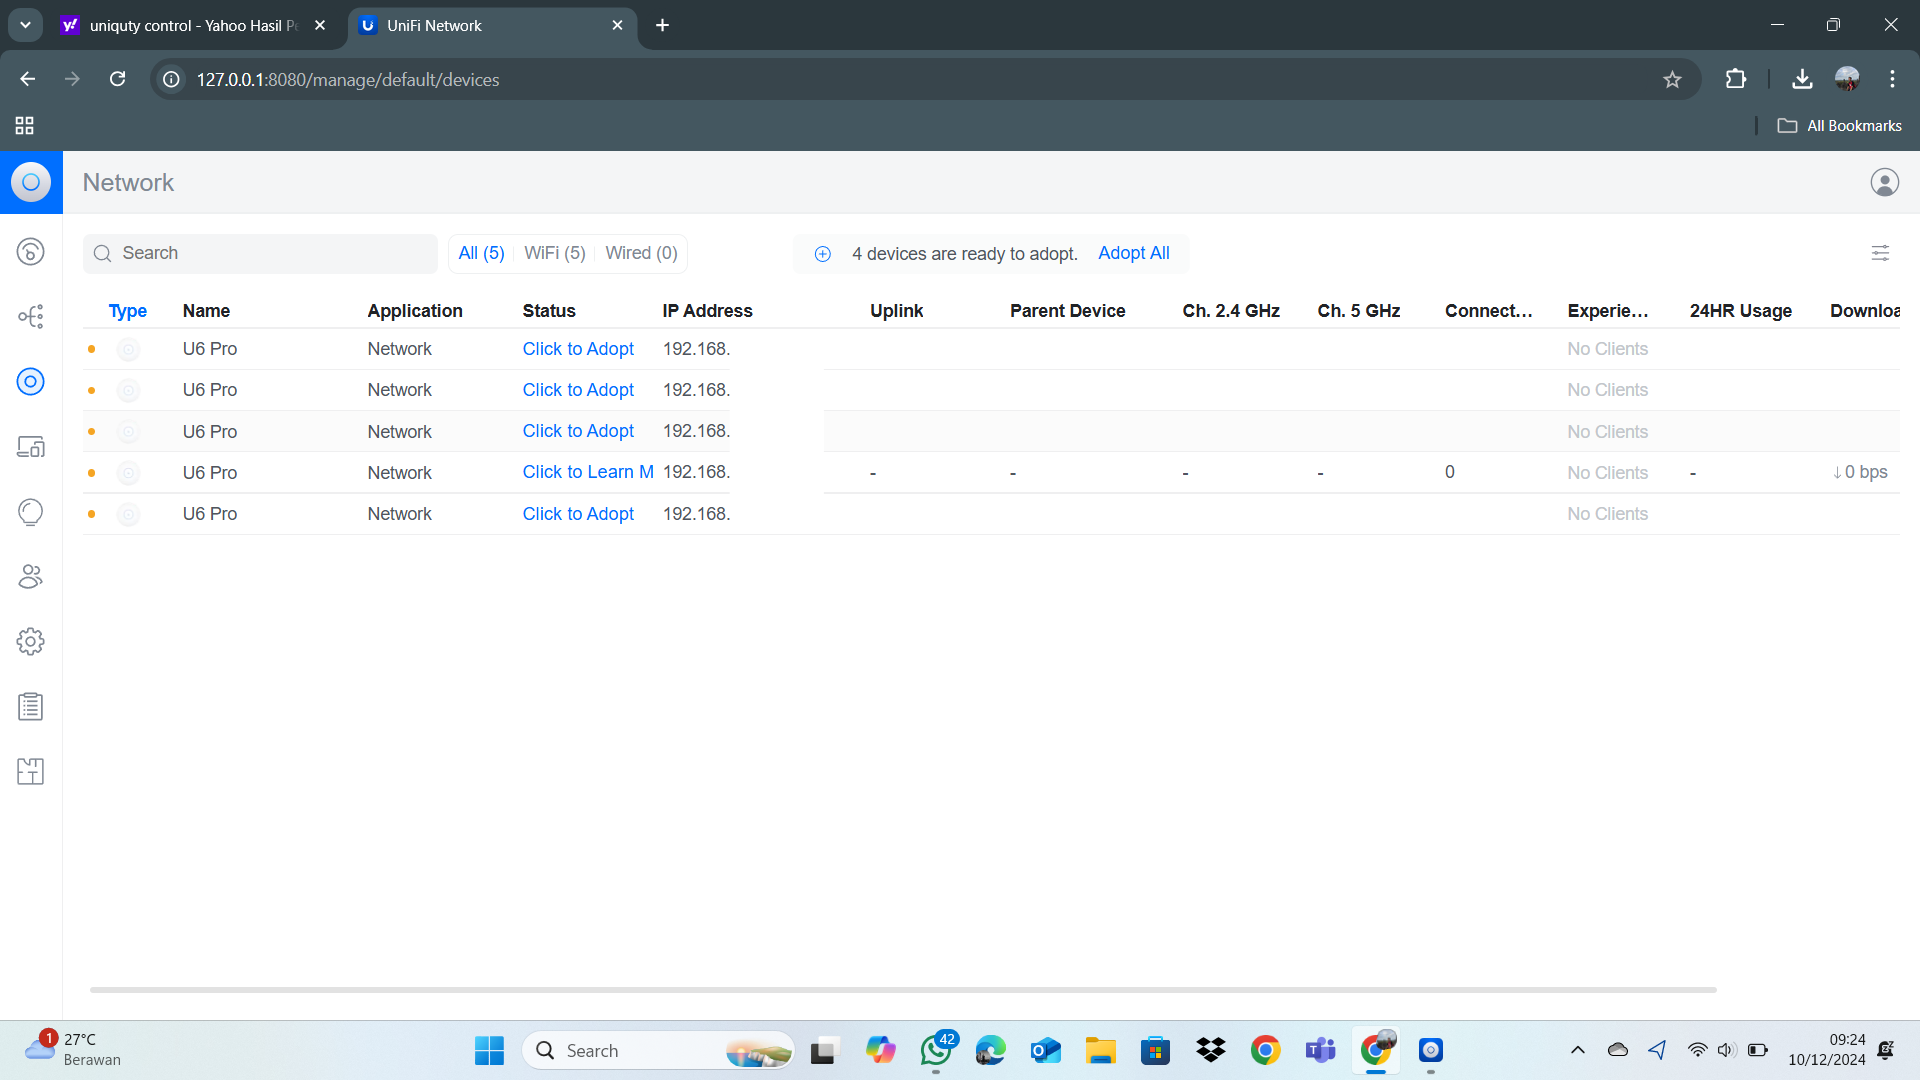 uniquty control - Yahoo Hasil Pe
UniFi Network
127.0.0.1:8080/manage/default/devices
All Bookmarks
Network
Search
All (5) WiFi (5) Wired (0)
4 devices are ready to adopt. Adopt All
Type Name Application Status IP Address Uplink Parent Device Ch. 2.4 GHz Ch. 5 GHz Connect... Experie... 24HR Usage Downloa
U6 Pro Network Click to Adopt 192.168. No Clients
U6 Pro Network Click to Adopt 192.168. No Clients
U6 Pro Network Click to Adopt 192.168. No Clients
U6 Pro Network Click to Learn M 192.168. - - - - 0 No Clients - ↓0 bps
U6 Pro Network Click to Adopt 192.168. No Clients
1
27°C
Berawan
Search
42
09:24
10/12/2024